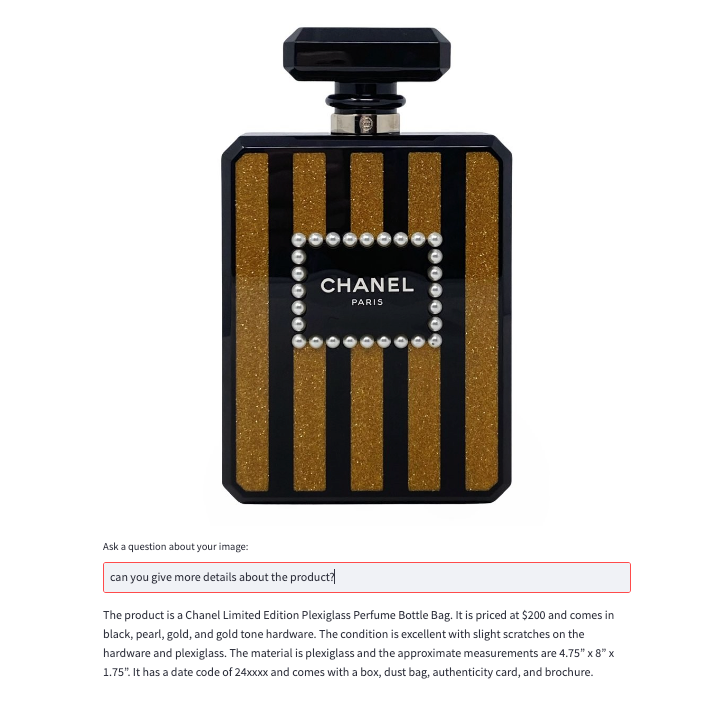 CHANEL
PARIS
Ask a question about your image:
can you give more details about the product?
The product is a Chanel Limited Edition Plexiglass Perfume Bottle Bag. It is priced at $200 and comes in
black, pearl, gold, and gold tone hardware. The condition is excellent with slight scratches on the
hardware and plexiglass. The material is plexiglass and the approximate measurements are 4.75” x 8” x
1.75”. It has a date code of 24xxxx and comes with a box, dust bag, authenticity card, and brochure.